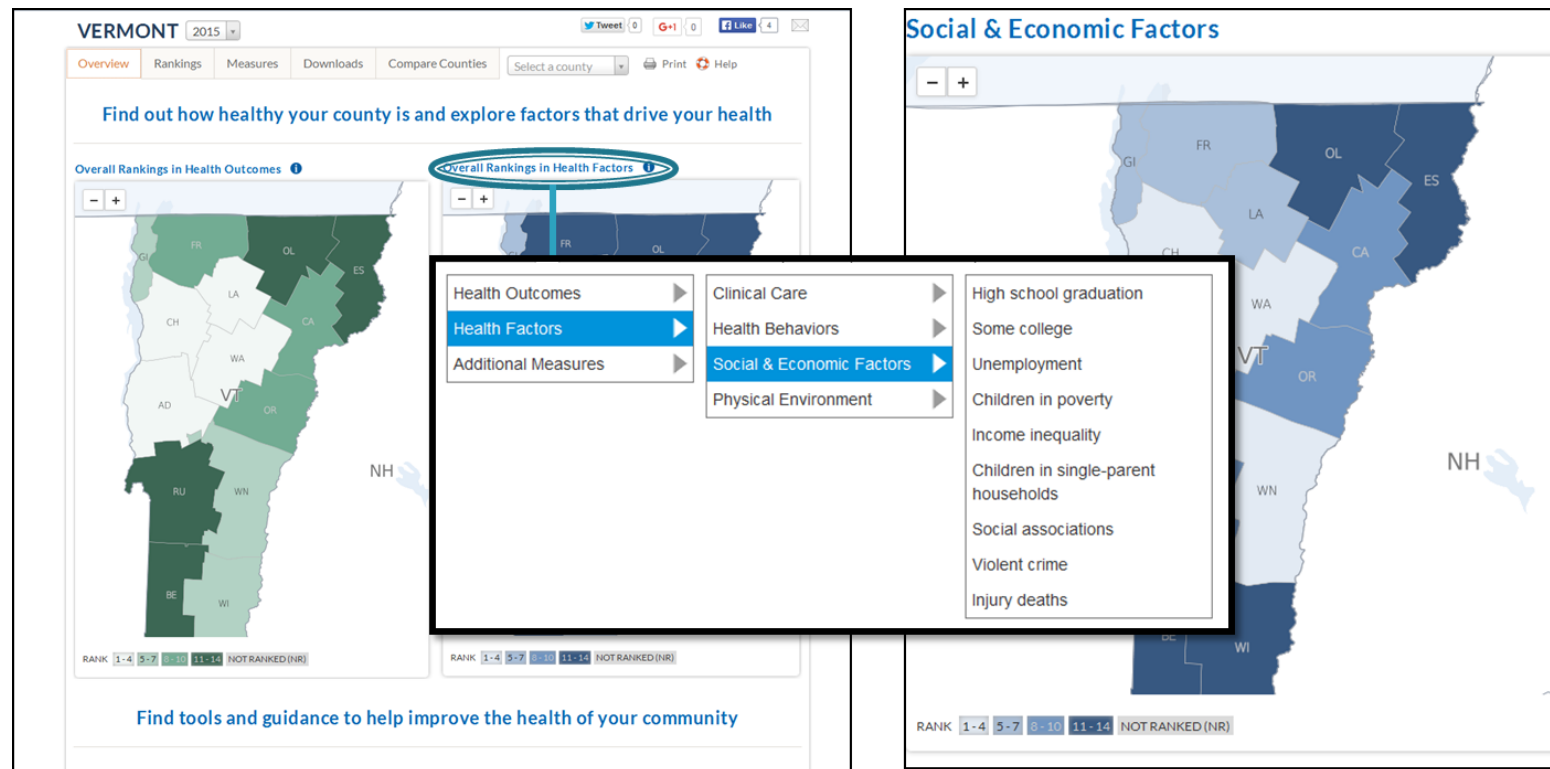 VERMONT 2015
Tweet 0 G+1 0 Like 4
Overview Rankings Measures Downloads Compare Counties Select a county Print Help
Find out how healthy your county is and explore factors that drive your health
Overall Rankings in Health Outcomes i
- +
FR
OL
GI
ES
LA
CH
CA
WA
VT
AD
OR
NH
RU
WN
BE
WI
RANK 1-4 5-7 8-10 11-14 NOT RANKED (NR)
Overall Rankings in Health Factors i
- +
FR
OL
RANK 1-4 5-7 8-10 11-14 NOT RANKED (NR)
Find tools and guidance to help improve the health of your community
Health Outcomes
Health Factors
Additional Measures
Clinical Care
Health Behaviors
Social & Economic Factors
Physical Environment
High school graduation
Some college
Unemployment
Children in poverty
Income inequality
Children in single-parent
households
Social associations
Violent crime
Injury deaths
Social & Economic Factors
- +
FR
OL
GI
ES
LA
CH
CA
WA
VT
OR
NH
WN
BE
WI
RANK 1-4 5-7 8-10 11-14 NOT RANKED (NR)